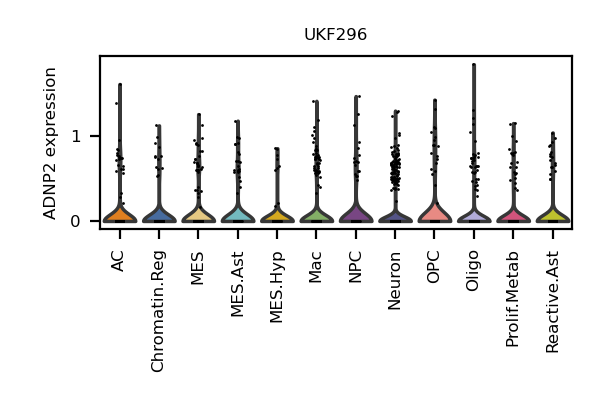 UKF296
ADNP2 expression
1
0
AC
Chromatin.Reg
MES
MES.Ast
MES.Hyp
Mac
NPC
Neuron
OPC
Oligo
Prolif.Metab
Reactive.Ast